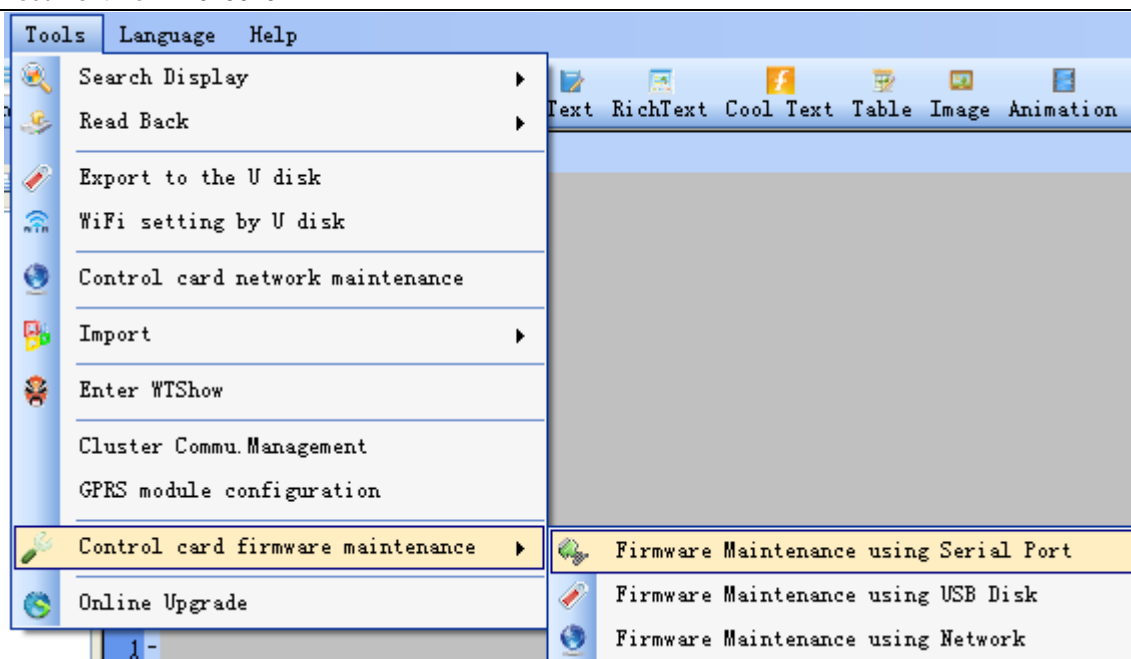 Tools Language Help
Search Display
Text RichText Cool Text Table Image Animation
Read Back
Export to the U disk
WiFi setting by U disk
Control card network maintenance
Import
Enter WTShow
Cluster Commu.Management
GPRS module configuration
Control card firmware maintenance
Firmware Maintenance using Serial Port
Online Upgrade
Firmware Maintenance using USB Disk
Firmware Maintenance using Network
1